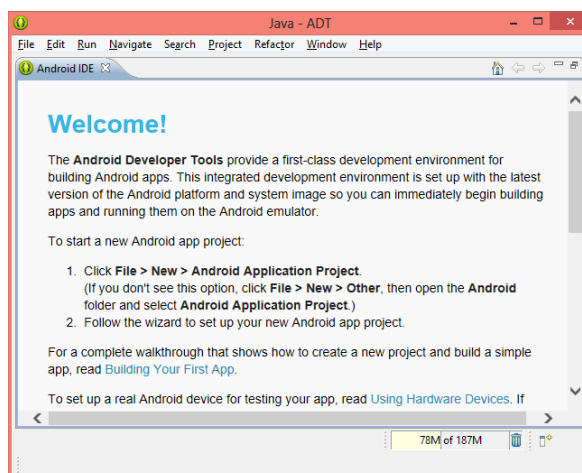 Java - ADT
File Edit Run Navigate Search Project Refactor Window Help
Android IDE
Welcome!
The Android Developer Tools provide a first-class development environment for
building Android apps. This integrated development environment is set up with the latest
version of the Android platform and system image so you can immediately begin building
apps and running them on the Android emulator.
To start a new Android app project:
1. Click File > New > Android Application Project.
(If you don't see this option, click File > New > Other, then open the Android
folder and select Android Application Project.)
2. Follow the wizard to set up your new Android app project.
For a complete walkthrough that shows how to create a new project and build a simple
app, read Building Your First App.
To set up a real Android device for testing your app, read Using Hardware Devices. If
78M of 187M